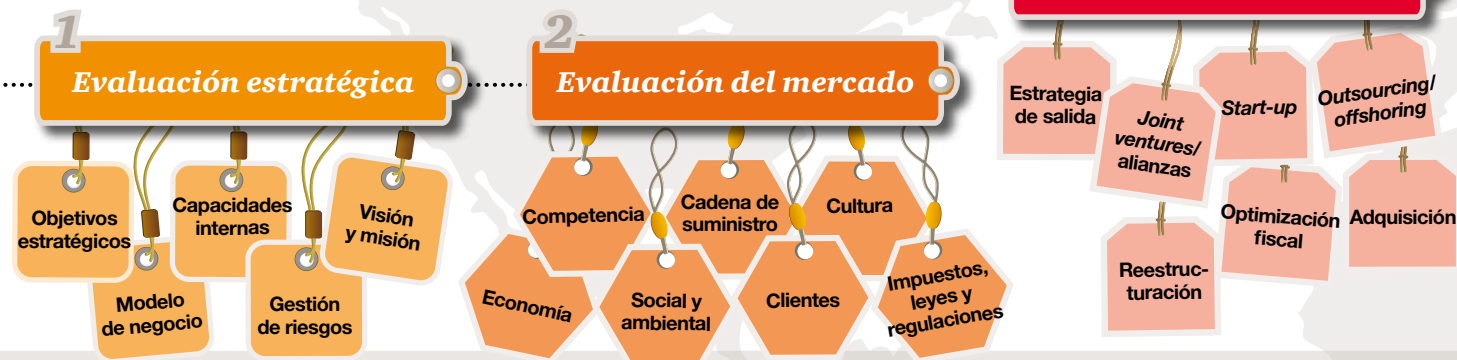 1
Evaluación estratégica
Objetivos
estratégicos
Modelo
de negocio
Capacidades
internas
Gestión
de riesgos
Visión
y misión
2
Evaluación del mercado
Economía
Competencia
Social y
ambiental
Cadena de
suministro
Clientes
Cultura
Impuestos,
leyes y
regulaciones
Estrategia
de salida
Joint
ventures/
alianzas
Start-up
Outsourcing/
offshoring
Reestruc-
turación
Optimización
fiscal
Adquisición